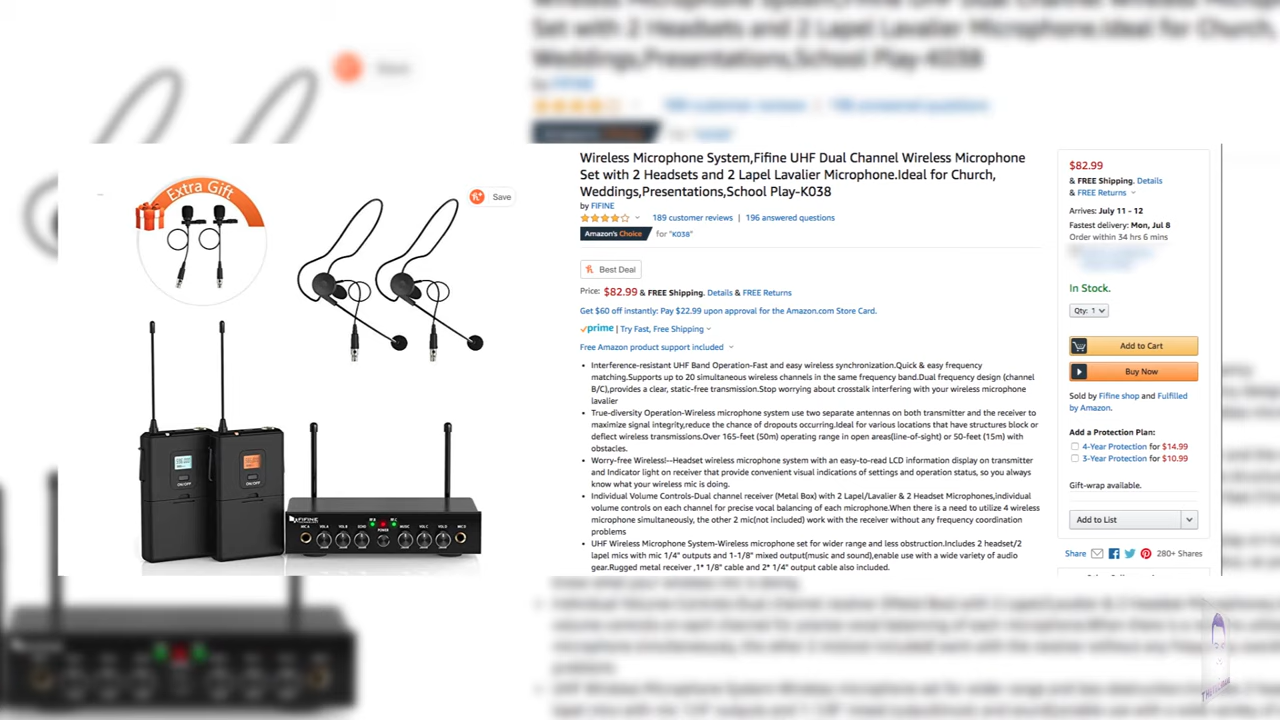 Extra Gift
Save
ON/OFF
ON/OFF
FIFINE
MIC A
VOL A
VOL B
ECHO
POWER
MUSIC
VOL C
VOL D
MIC D
Wireless Microphone System,Fifine UHF Dual Channel Wireless Microphone
Set with 2 Headsets and 2 Lapel Lavalier Microphone.Ideal for Church,
Weddings,Presentations,School Play-K038
by FIFINE
189 customer reviews | 196 answered questions
Amazon's Choice for "K038"
Best Deal
Price: $82.99 & FREE Shipping. Details & FREE Returns
Get $60 off instantly: Pay $22.99 upon approval for the Amazon.com Store Card.
prime | Try Fast, Free Shipping
Free Amazon product support included
• Interference-resistant UHF Band Operation-Fast and easy wireless synchronization.Quick & easy frequency
matching.Supports up to 20 simultaneous wireless channels in the same frequency band.Dual frequency design (channel
B/C),provides a clear, static-free transmission.Stop worrying about crosstalk interfering with your wireless microphone
lavalier
• True-diversity Operation-Wireless microphone system use two separate antennas on both transmitter and the receiver to
maximize signal integrity,reduce the chance of dropouts occurring.Ideal for various locations that have structures block or
deflect wireless transmissions.Over 165-feet (50m) operating range in open areas(line-of-sight) or 50-feet (15m) with
obstacles.
• Worry-free Wireless!--Headset wireless microphone system with an easy-to-read LCD information display on transmitter
and Indicator light on receiver that provide convenient visual indications of settings and operation status, so you always
know what your wireless mic is doing.
• Individual Volume Controls-Dual channel receiver (Metal Box) with 2 Lapel/Lavalier & 2 Headset Microphones,individual
volume controls on each channel for precise vocal balancing of each microphone.When there is a need to utilize 4 wireless
microphone simultaneously, the other 2 mic(not included) work with the receiver without any frequency coordination
problems
• UHF Wireless Microphone System-Wireless microphone set for wider range and less obstruction.Includes 2 headset/2
lapel mics with mic 1/4" outputs and 1-1/8" mixed output(music and sound),enable use with a wide variety of audio
gear.Rugged metal receiver ,1* 1/8" cable and 2* 1/4" output cable also included.
$82.99
& FREE Shipping. Details
& FREE Returns
Arrives: July 11 - 12
Fastest delivery: Mon, Jul 8
Order within 34 hrs 6 mins
In Stock.
Qty: 1
Add to Cart
Buy Now
Sold by Fifine shop and Fulfilled
by Amazon.
Add a Protection Plan:
4-Year Protection for $14.99
3-Year Protection for $10.99
Gift-wrap available.
Add to List
Share 280+ Shares